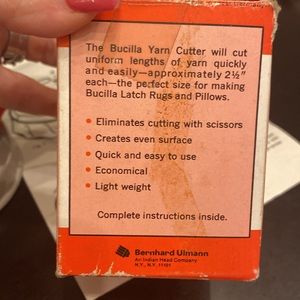 The Bucilla Yarn Cutter will cut
uniform lengths of yarn quickly
and easily—approximately 2½"
each—the perfect size for making
Bucilla Latch Rugs and Pillows.
• Eliminates cutting with scissors
• Creates even surface
• Quick and easy to use
• Economical
• Light weight
Complete instructions inside.
Bernhard Ulmann
An Indian Head Company
N.Y., N.Y. 11101